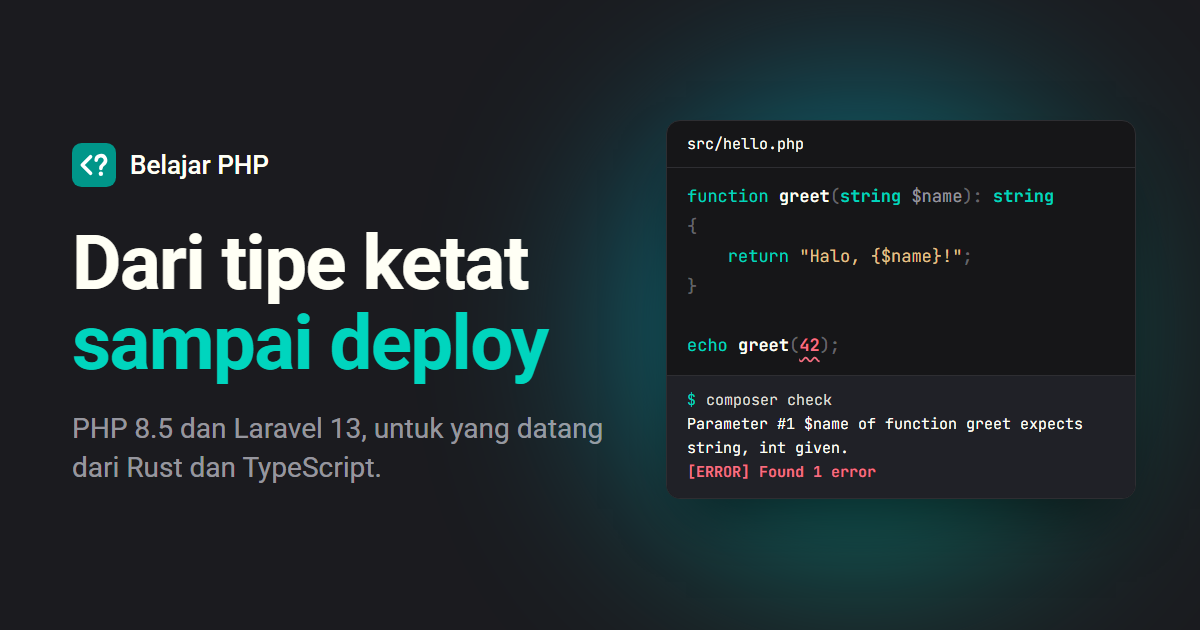 <? Belajar PHP
Dari tipe ketat
sampai deploy
PHP 8.5 dan Laravel 13, untuk yang datang
dari Rust dan TypeScript.
src/hello.php
function greet(string $name): string
{
    return "Halo, {$name}!";
}
echo greet(42);
$ composer check
Parameter #1 $name of function greet expects
string, int given.
[ERROR] Found 1 error